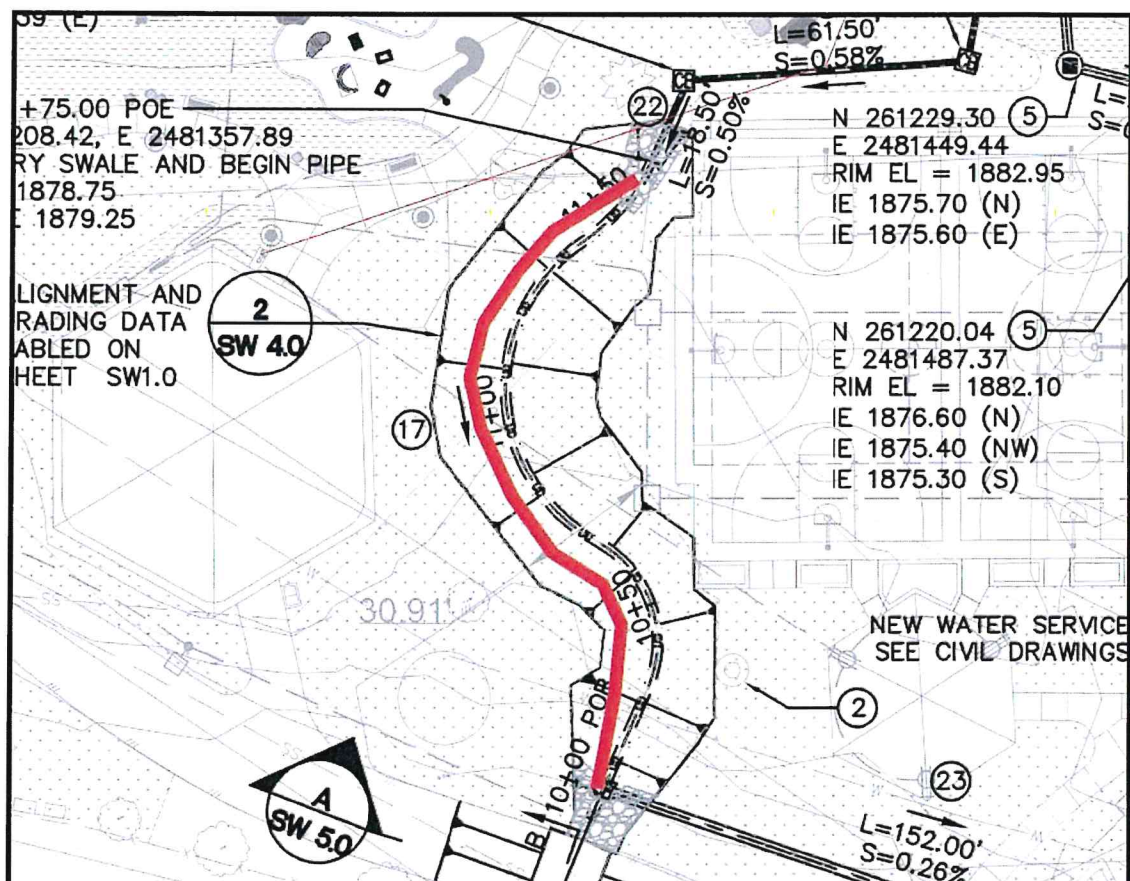 59 (E)
L=61.50'
S=0.58%
CB
CB
22
+75.00 POE
208.42, E 2481357.89
RY SWALE AND BEGIN PIPE
1878.75
E 1879.25
L=18.50'
S=0.50%
N 261229.30
5
L=
E 2481449.44
RIM EL = 1882.95
IE 1875.70 (N)
IE 1875.60 (E)
11+50
LIGNMENT AND
RADING DATA
ABLED ON
HEET SW1.0
2
SW 4.0
N 261220.04
5
E 2481487.37
RIM EL = 1882.10
IE 1876.60 (N)
IE 1875.40 (NW)
IE 1875.30 (S)
11+00
17
10+50
30.91'
NEW WATER SERVICE
SEE CIVIL DRAWINGS
2
10+00 POB
A
SW 5.0
B
23
L=152.00'
S=0.26%